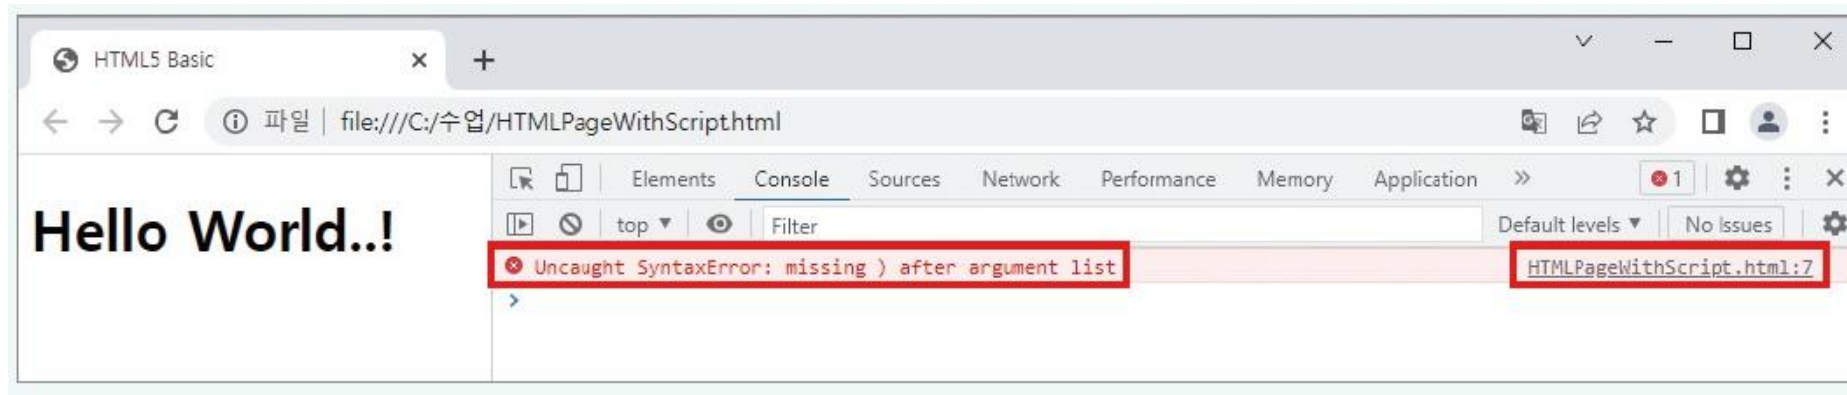 HTML5 Basic
파일 | file:///C:/수업/HTMLPageWithScript.html
Hello World..!
Elements Console Sources Network Performance Memory Application » 1
top ▼ Filter Default levels ▼ No Issues
Uncaught SyntaxError: missing ) after argument list HTMLPageWithScript.html:7
>